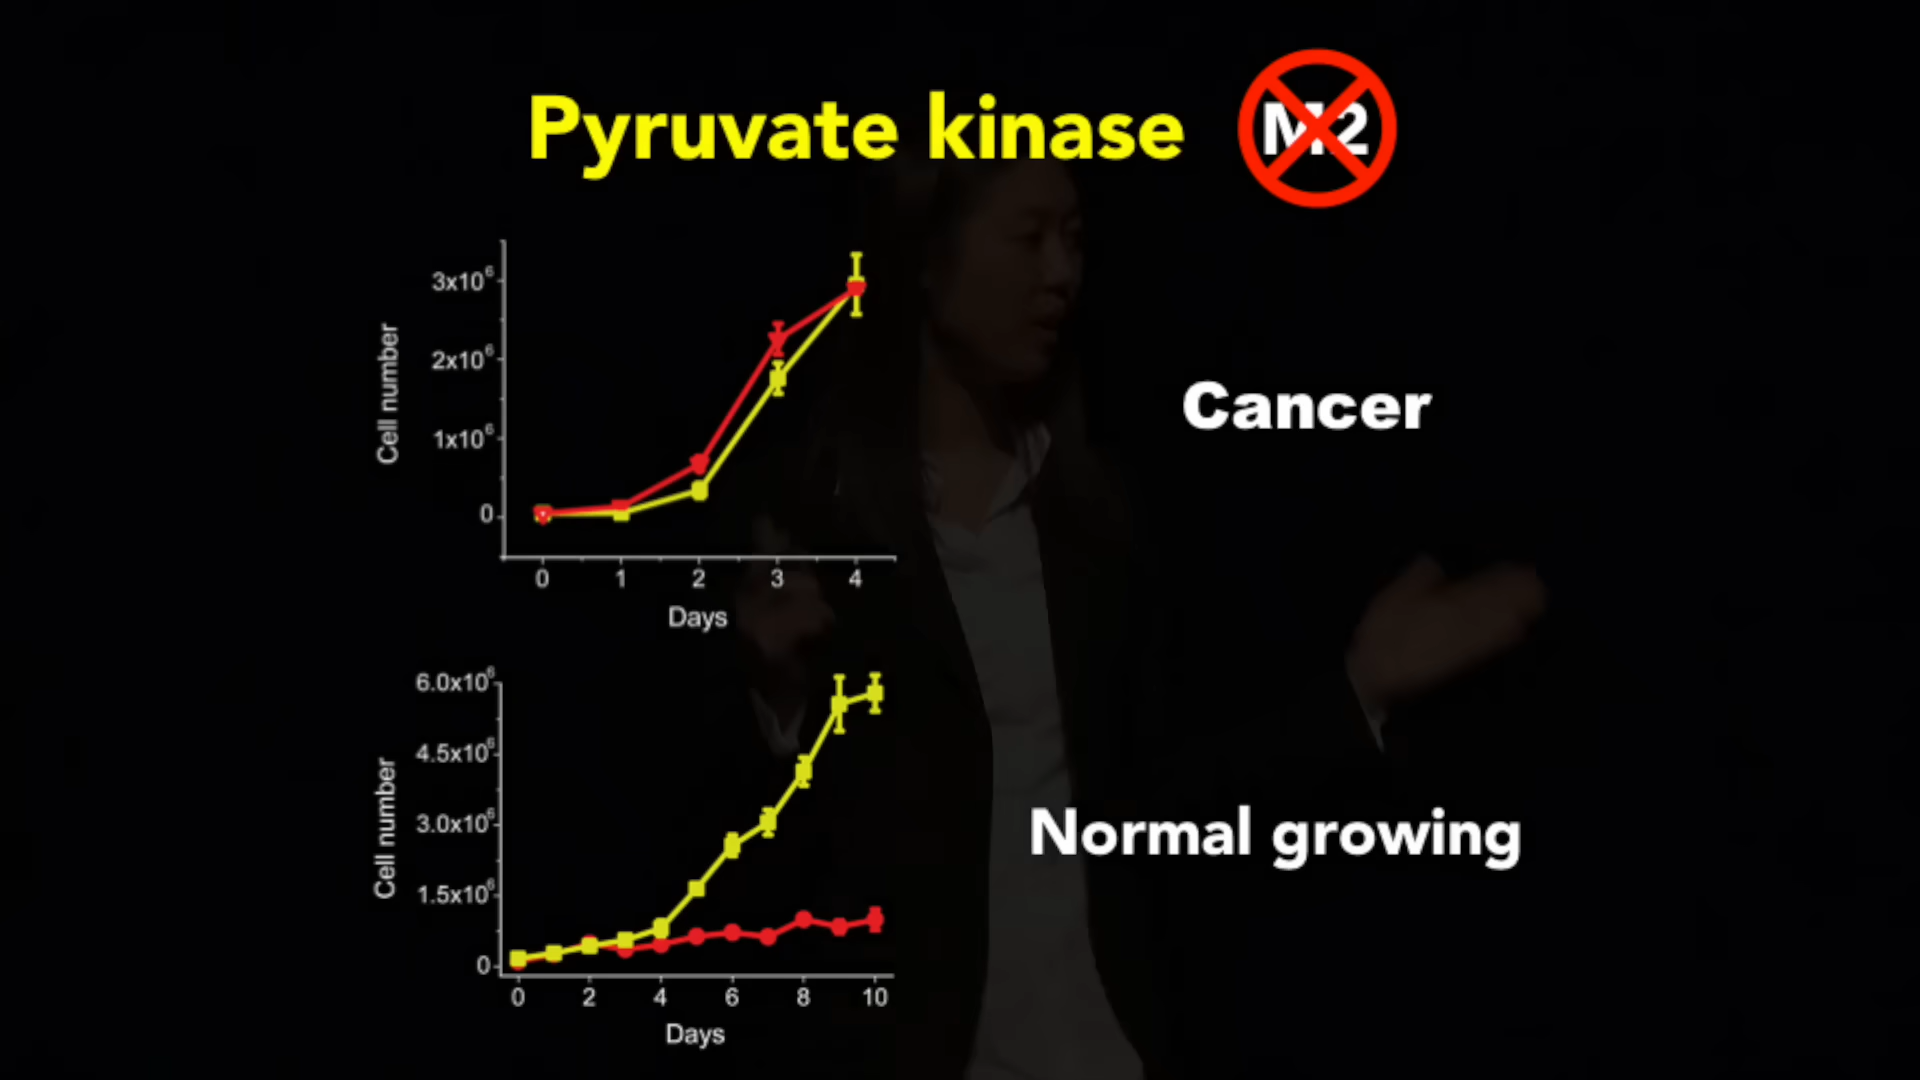 Pyruvate kinase M2
3x10⁶
2x10⁶
1x10⁶
0
Cell number
0 1 2 3 4
Days
Cancer
6.0x10⁶
4.5x10⁶
3.0x10⁶
1.5x10⁶
0
Cell number
0 2 4 6 8 10
Days
Normal growing